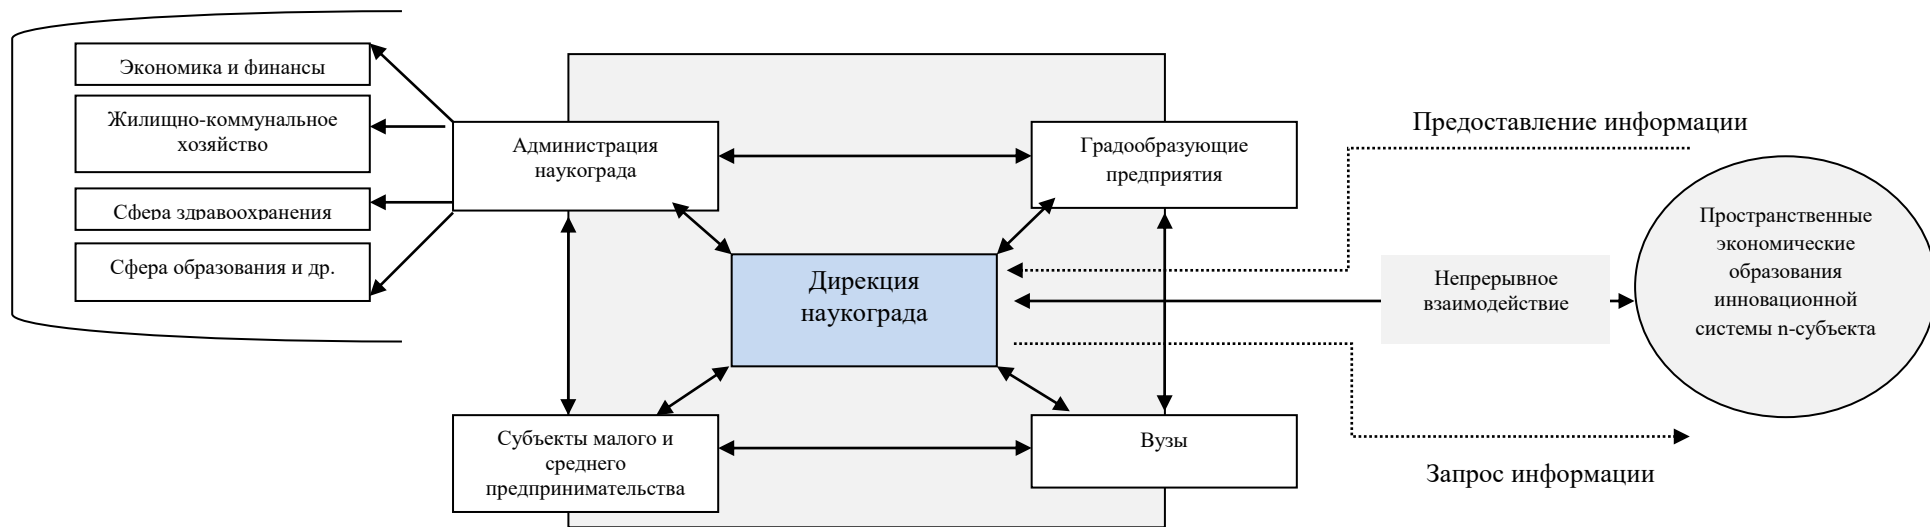 Экономика и финансы
Жилищно-коммунальное
хозяйство
Сфера здравоохранения
Сфера образования и др.
Администрация
наукограда
Градообразующие
предприятия
Дирекция
наукограда
Субъекты малого и
среднего
предпринимательства
Вузы
Предоставление информации
Непрерывное
взаимодействие
Запрос информации
Пространственные
экономические
образования
инновационной
системы n-субъекта